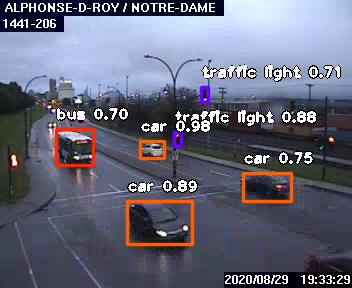 ALPHONSE-D-ROY / NOTRE-DAME
1441-206
traffic light 0.71
bus 0.70
traffic light 0.88
car 0.98
car 0.75
car 0.89
2020/08/29 19:33:29